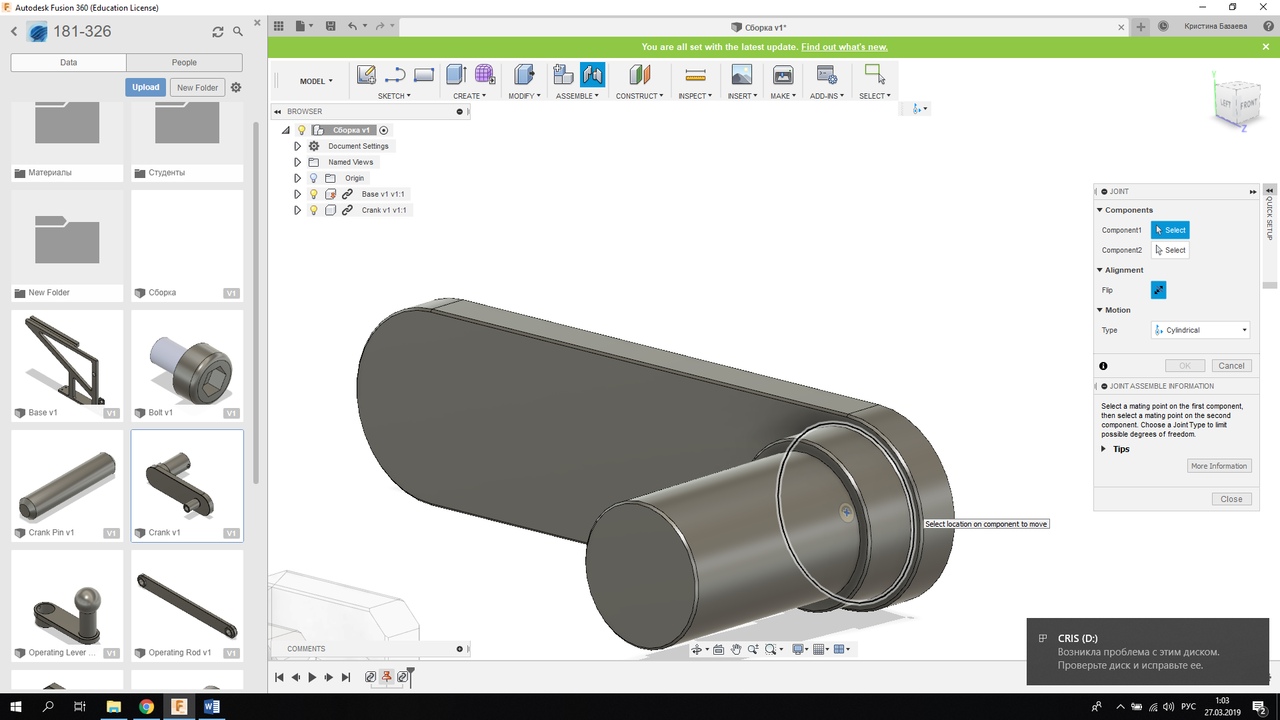 Autodesk Fusion 360 (Education License)
181-326
Сборка v1*
Кристина Базаева
Data
People
You are all set with the latest update. Find out what's new.
Upload
New Folder
MODEL
SKETCH
CREATE
MODIFY
ASSEMBLE
CONSTRUCT
INSPECT
INSERT
MAKE
ADD-INS
SELECT
BROWSER
LEFT
FRONT
Y
Z
Сборка v1
Document Settings
Named Views
Origin
Base v1 v1:1
Crank v1 v1:1
Материалы
Студенты
New Folder
Сборка
V1
Base v1
V1
Bolt v1
V1
Crank Pin v1
V1
Crank v1
V1
Operating Lever ...
V1
Operating Rod v1
V1
JOINT
QUICK SETUP
Components
Component1
Select
Component2
Select
Alignment
Flip
Motion
Type
Cylindrical
OK
Cancel
JOINT ASSEMBLE INFORMATION
Select a mating point on the first component,
then select a mating point on the second
component. Choose a Joint Type to limit
possible degrees of freedom.
Tips
More Information
Close
Select location on component to move
COMMENTS
CRIS (D:)
Возникла проблема с этим диском.
Проверьте диск и исправьте ее.
W
РУС
1:03
27.03.2019
2